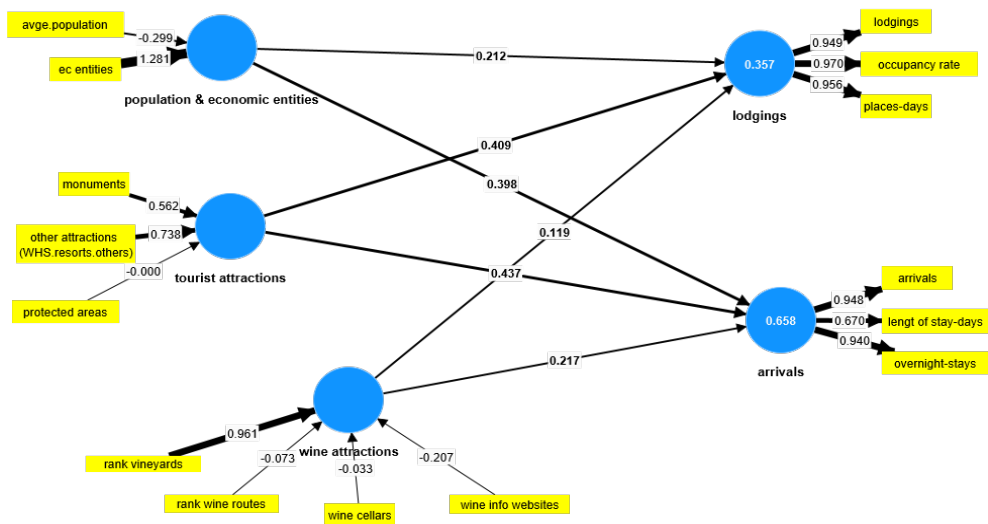 avge.population
-0.299
ec entities
1.281
population & economic entities
0.212
0.357
lodgings
lodgings
0.949
occupancy rate
0.970
places-days
0.956
0.409
0.398
monuments
0.562
other attractions
(WHS.resorts.others)
0.738
-0.000
protected areas
tourist attractions
0.119
0.437
0.658
arrivals
arrivals
0.948
lengt of stay-days
0.670
overnight-stays
0.940
0.217
rank vineyards
0.961
wine attractions
-0.073
rank wine routes
-0.033
wine cellars
-0.207
wine info websites